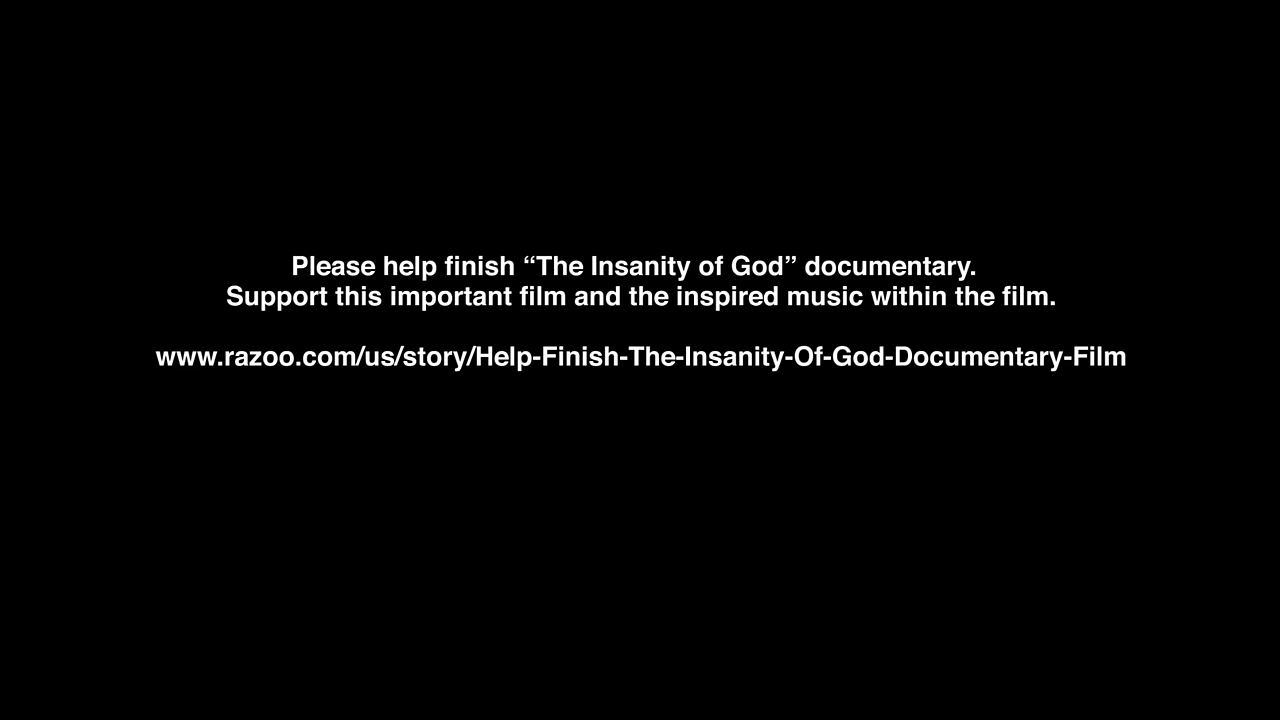 Please help finish “The Insanity of God” documentary.
Support this important film and the inspired music within the film.
www.razoo.com/us/story/Help-Finish-The-Insanity-Of-God-Documentary-Film